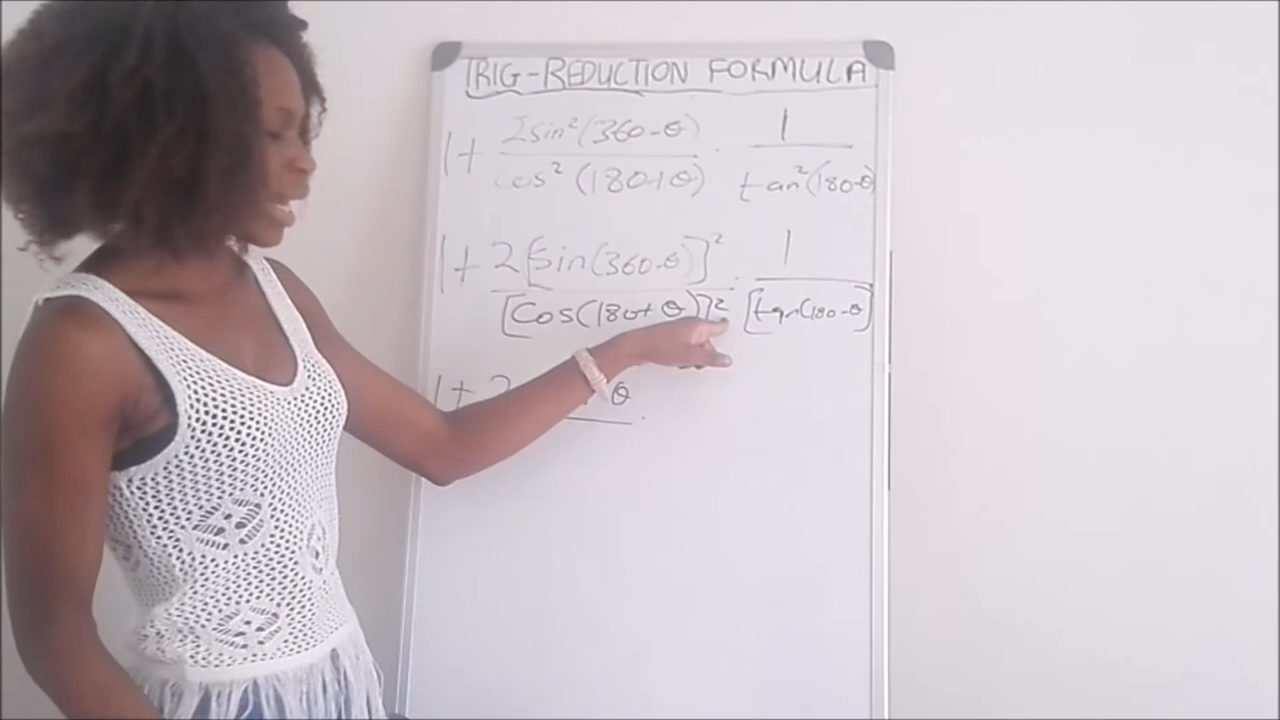 TRIG-REDUCTION FORMULA
1+ 2sin²(360-θ) / cos²(180+θ) . 1 / tan²(180-θ)
1+ 2[sin(360-θ)]² / [cos(180+θ)]² . 1 / [tan(180-θ]
1+ 2 θ .